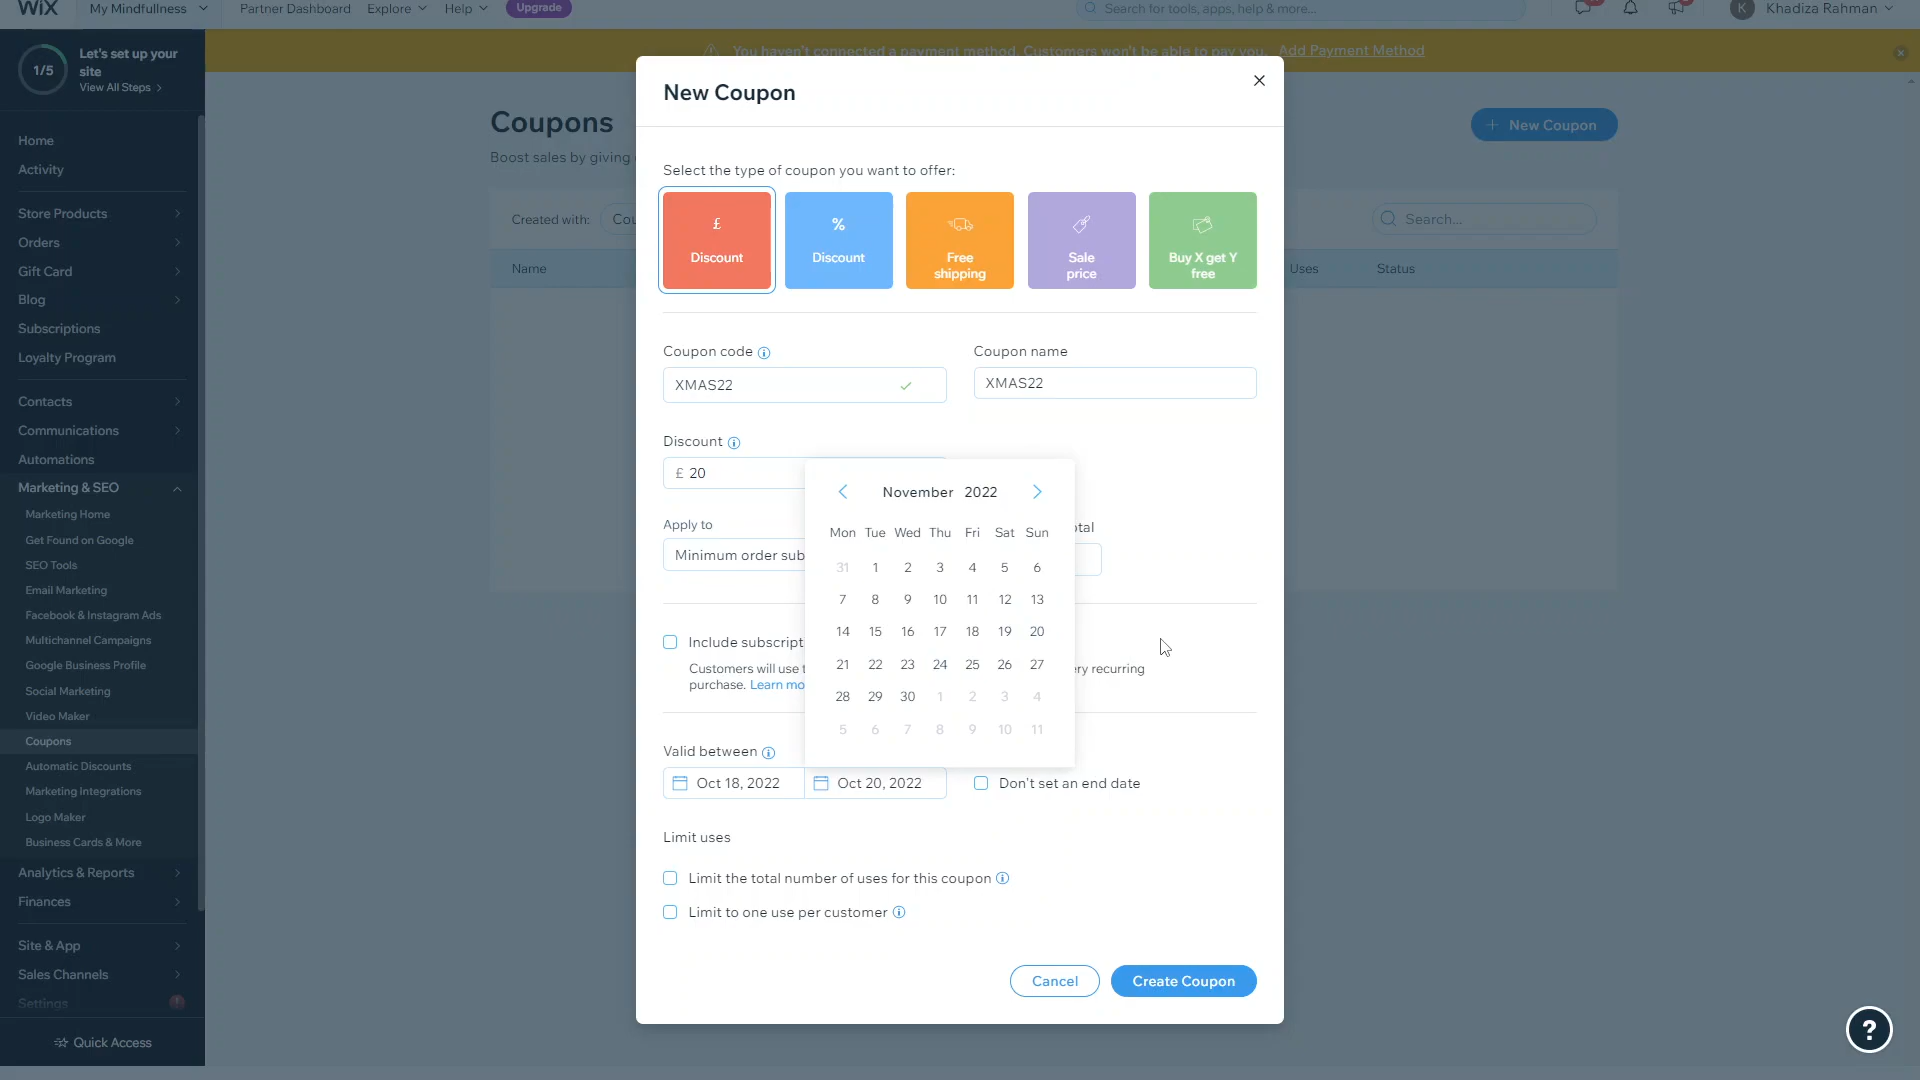 WIX My Mindfullness Partner Dashboard Explore Help Upgrade Search for tools, apps, help & more... K Khadiza Rahman
1/5 Let's set up your site
View All Steps
You haven't connected a payment method. Customers won't be able to pay you. Add Payment Method
Home
Activity
Store Products
Orders
Gift Card
Blog
Subscriptions
Loyalty Program
Contacts
Communications
Automations
Marketing & SEO
Marketing Home
Get Found on Google
SEO Tools
Email Marketing
Facebook & Instagram Ads
Multichannel Campaigns
Google Business Profile
Social Marketing
Video Maker
Coupons
Automatic Discounts
Marketing Integrations
Logo Maker
Business Cards & More
Analytics & Reports
Finances
Site & App
Sales Channels
Settings
Quick Access
Coupons
Boost sales by giving
+ New Coupon
Created with: Cou
Search...
Name Uses Status
New Coupon
Select the type of coupon you want to offer:
£ % 
Discount Discount Free shipping Sale price Buy X get Y free
Coupon code Coupon name
XMAS22 XMAS22
Discount
£ 20
Apply to otal
Minimum order sub
Include subscript
Customers will use t ery recurring
purchase. Learn mo
November 2022
Mon Tue Wed Thu Fri Sat Sun
31 1 2 3 4 5 6
7 8 9 10 11 12 13
14 15 16 17 18 19 20
21 22 23 24 25 26 27
28 29 30 1 2 3 4
5 6 7 8 9 10 11
Valid between
Oct 18, 2022 Oct 20, 2022 Don't set an end date
Limit uses
Limit the total number of uses for this coupon
Limit to one use per customer
Cancel Create Coupon
?